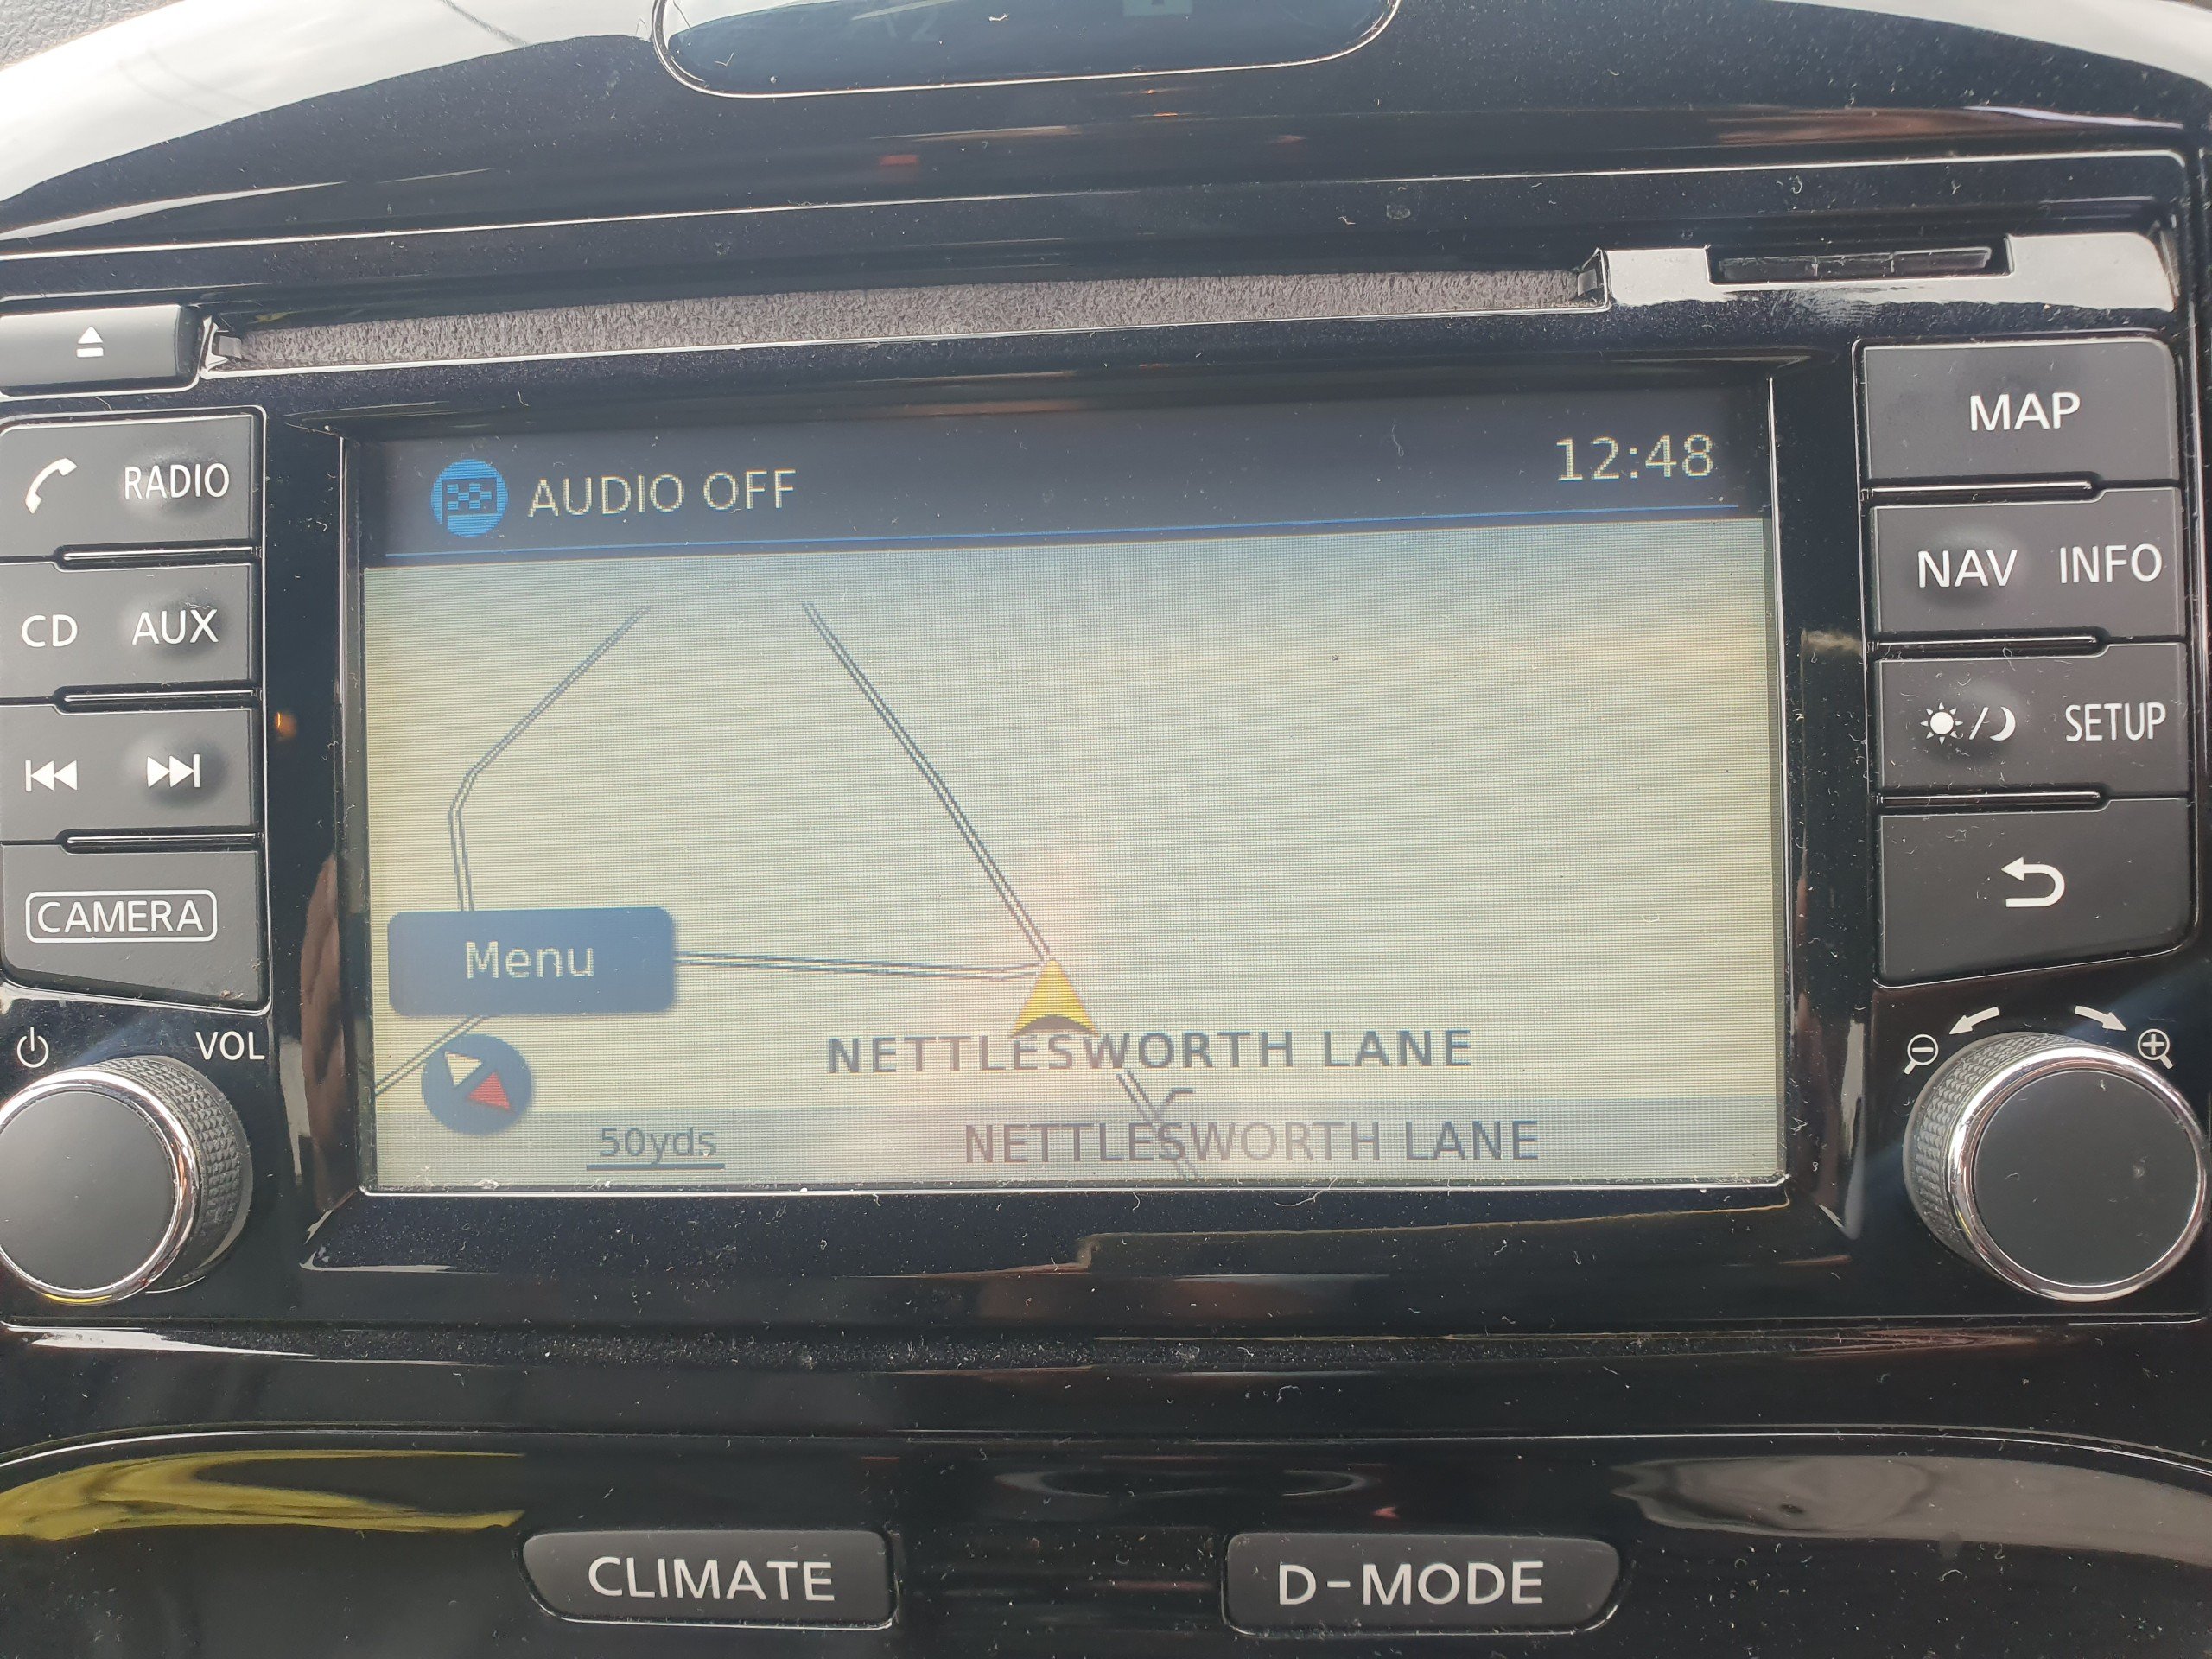 AUDIO OFF
12:48
MAP
RADIO
NAV INFO
CD AUX
SETUP
CAMERA
Menu
VOL
NETTLESWORTH LANE
50yds
NETTLESWORTH LANE
CLIMATE
D-MODE